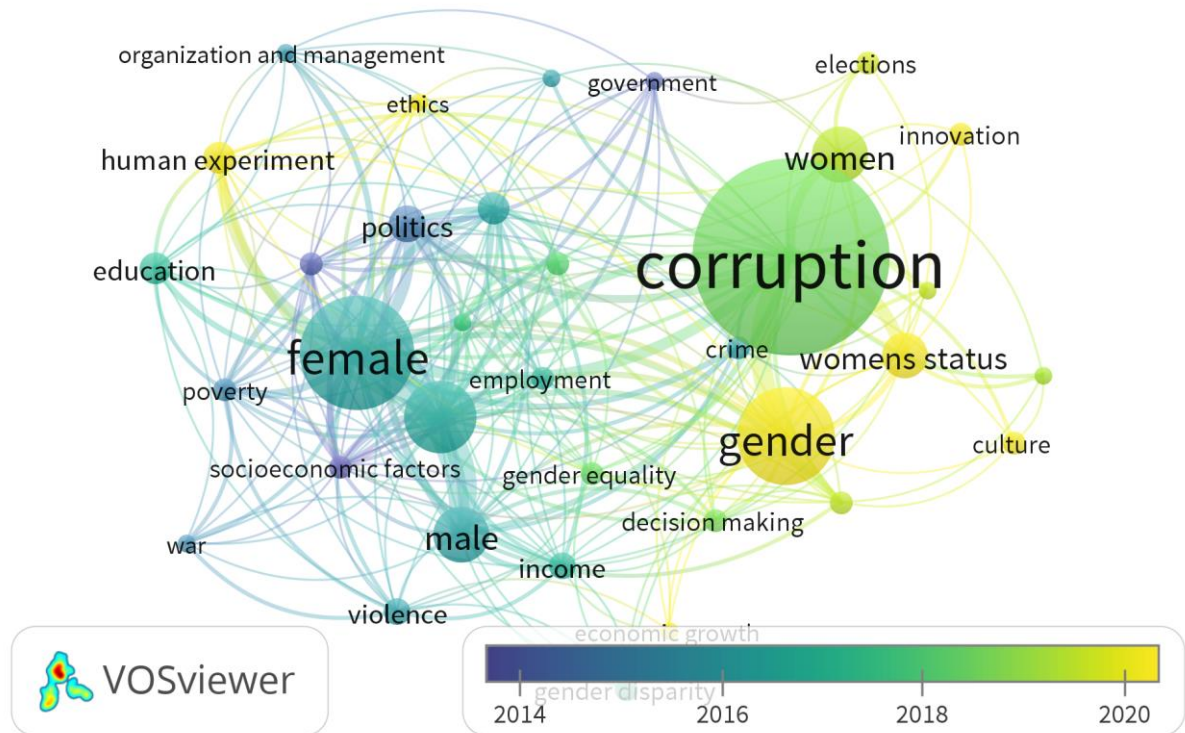 organization and management
government
elections
ethics
innovation
human experiment
women
politics
education
corruption
female
crime
womens status
poverty
employment
gender
culture
socioeconomic factors
gender equality
decision making
war
male
income
violence
economic growth
gender disparity
VOSviewer
2014
2016
2018
2020